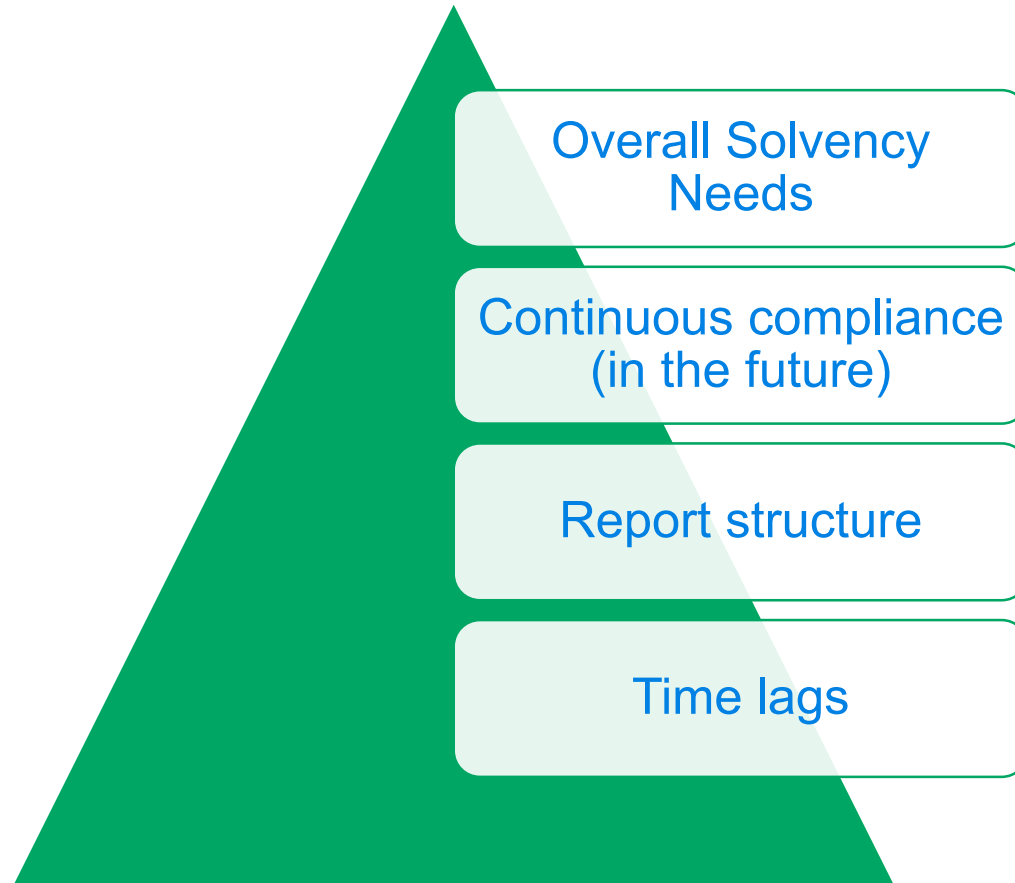 Overall Solvency
Needs
Continuous compliance
(in the future)
Report structure
Time lags